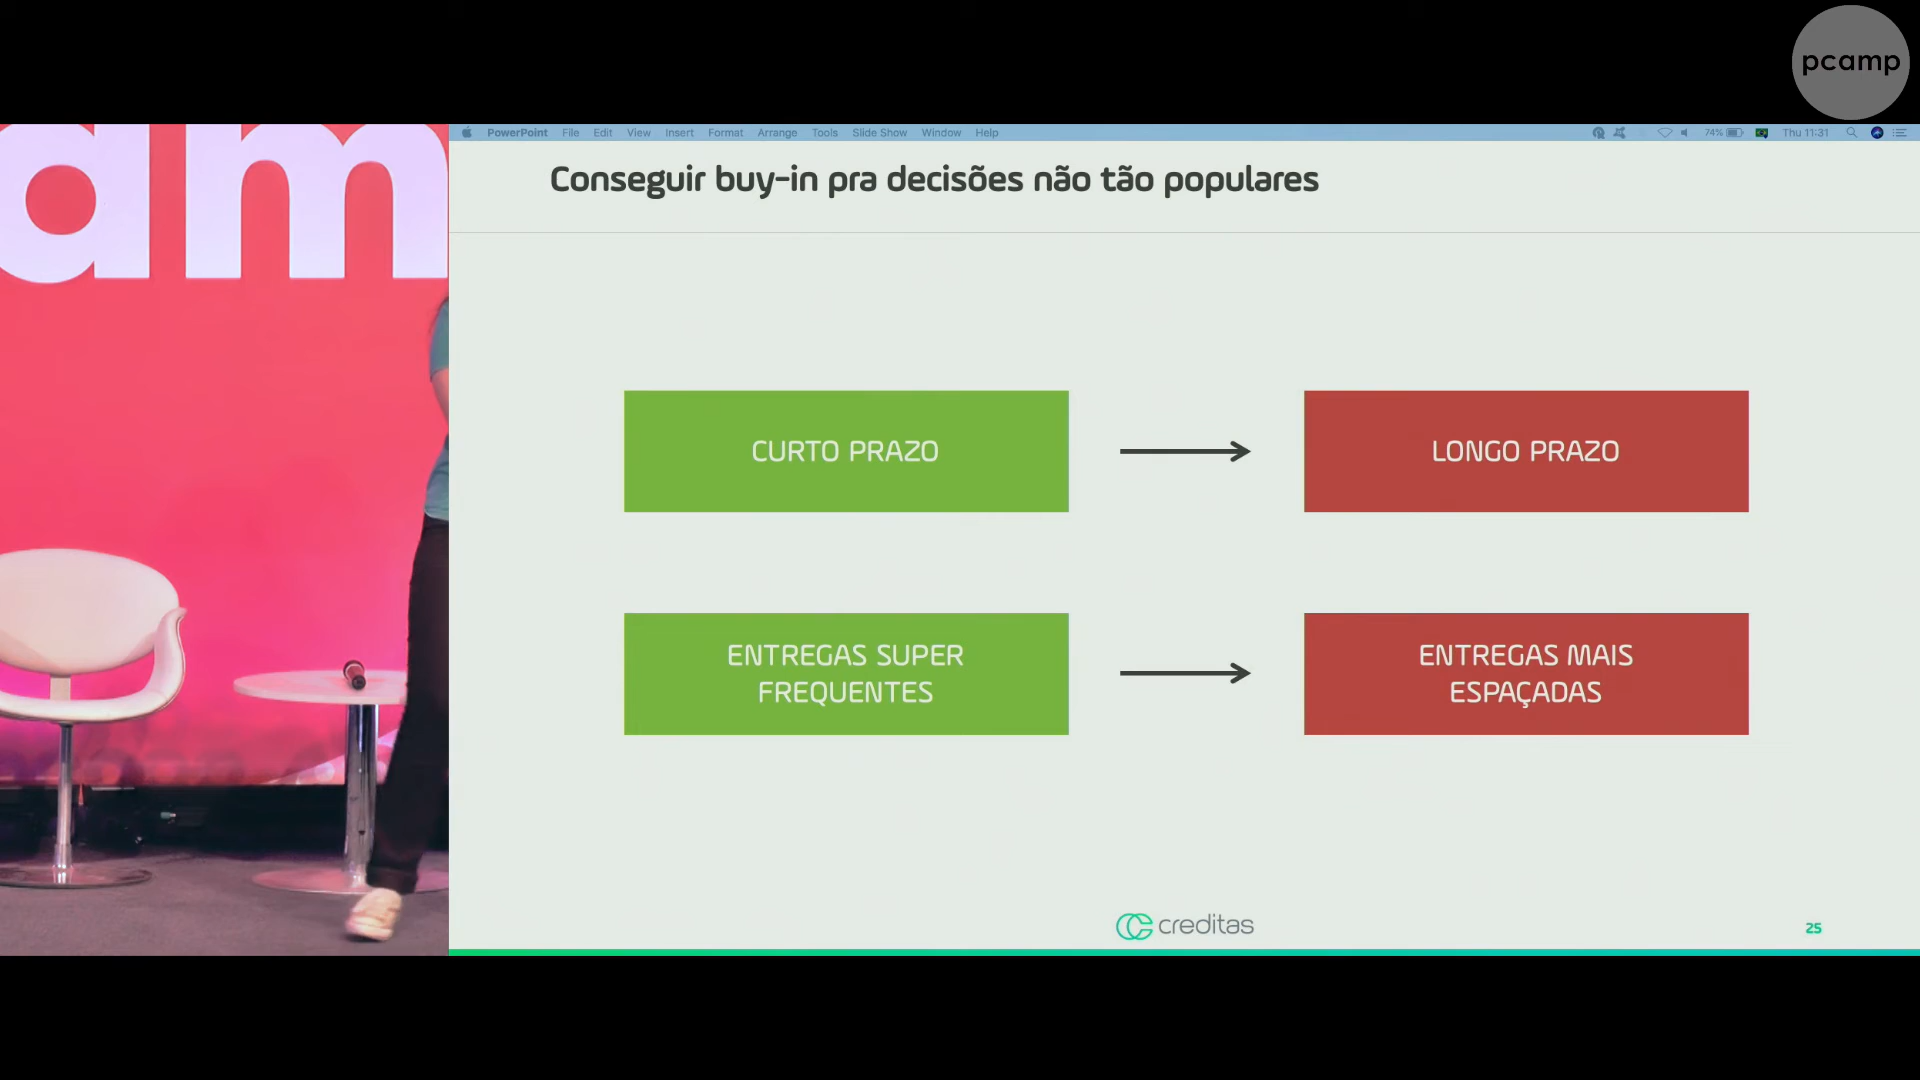 pcamp
am
PowerPoint File Edit View Insert Format Arrange Tools Slide Show Window Help
74% Thu 11:31
Conseguir buy-in pra decisões não tão populares
CURTO PRAZO
LONGO PRAZO
ENTREGAS SUPER
FREQUENTES
ENTREGAS MAIS
ESPAÇADAS
creditas
25